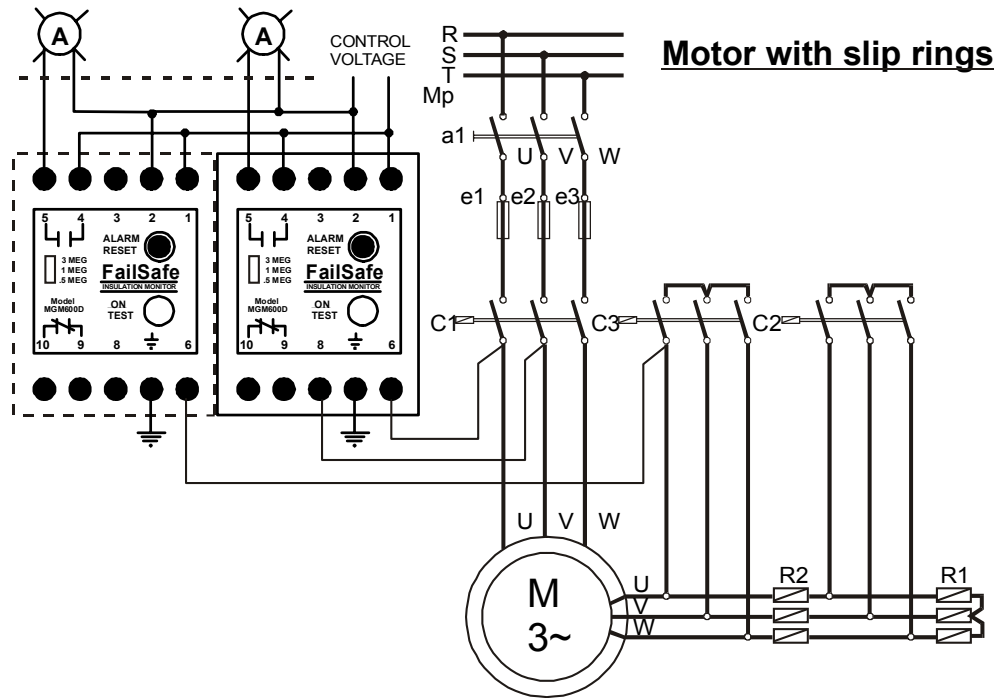 Motor with slip rings
A
A
CONTROL
VOLTAGE
R
S
T
Mp
a1
U V W
e1 e2 e3
5 4 3 2 1
ALARM
RESET
3 MEG
1 MEG
.5 MEG
FailSafe
INSULATION MONITOR
Model
MGM600D
ON
TEST
10 9 8 6
5 4 3 2 1
ALARM
RESET
3 MEG
1 MEG
.5 MEG
FailSafe
INSULATION MONITOR
Model
MGM600D
ON
TEST
10 9 8 6
C1 C3 C2
U V W
M
3~
U
V
W
R2 R1